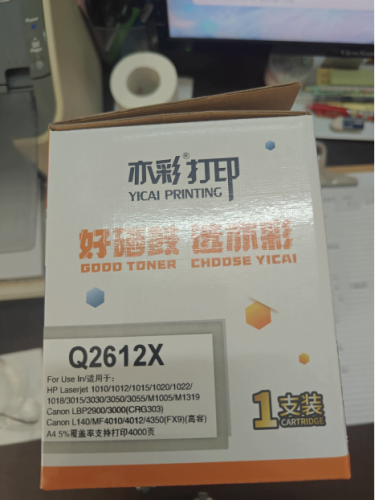 亦彩®打印
YICAI PRINTING
好硒鼓 选亦彩
GOOD TONER CHOOSE YICAI
Q2612X
For Use In/适用于:
HP Laserjet 1010/1012/1015/1020/1022/
1018/3015/3030/3050/3055/M1005/M1319
Canon LBP2900/3000(CRG303)
Canon L140/MF4010/4012/4350(FX9)(高容)
A4 5%覆盖率支持打印4000页
1支装
CARTRIDGE